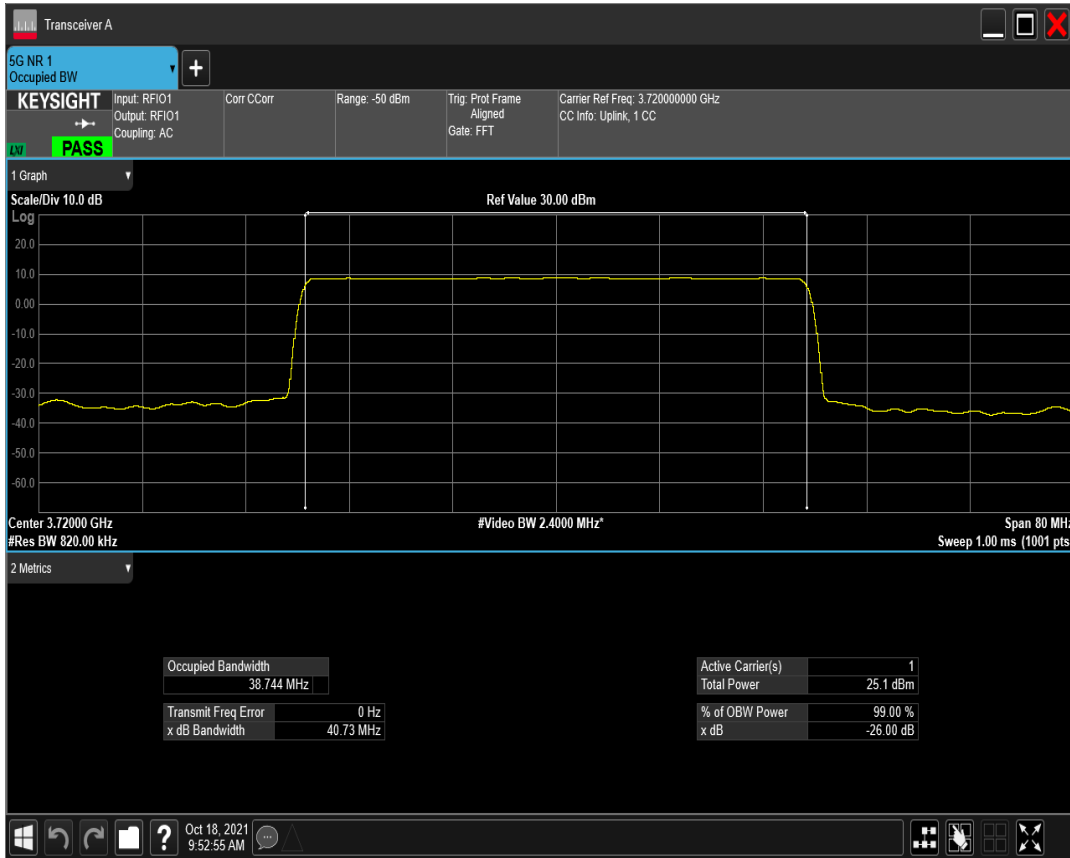 Transceiver A
5G NR 1
Occupied BW
KEYSIGHT
LXI
PASS
Input: RFIO1
Output: RFIO1
Coupling: AC
Corr CCorr
Range: -50 dBm
Trig: Prot Frame
Aligned
Gate: FFT
Carrier Ref Freq: 3.720000000 GHz
CC Info: Uplink, 1 CC
1 Graph
Scale/Div 10.0 dB
Ref Value 30.00 dBm
Log
20.0
10.0
0.00
-10.0
-20.0
-30.0
-40.0
-50.0
-60.0
Center 3.72000 GHz
#Video BW 2.4000 MHz*
Span 80 MHz
#Res BW 820.00 kHz
Sweep 1.00 ms (1001 pts
2 Metrics
Occupied Bandwidth
38.744 MHz
Transmit Freq Error 0 Hz
x dB Bandwidth 40.73 MHz
Active Carrier(s) 1
Total Power 25.1 dBm
% of OBW Power 99.00 %
x dB -26.00 dB
?
Oct 18, 2021
9:52:55 AM